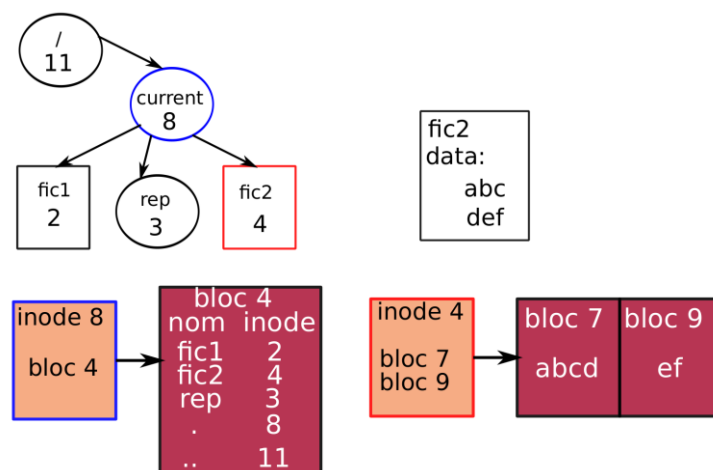 /
11
current
8
fic1
2
rep
3
fic2
4
fic2
data:
abc
def
inode 8
bloc 4
bloc 4
nom inode
fic1 2
fic2 4
rep 3
. 8
.. 11
inode 4
bloc 7
bloc 9
bloc 7
abcd
bloc 9
ef